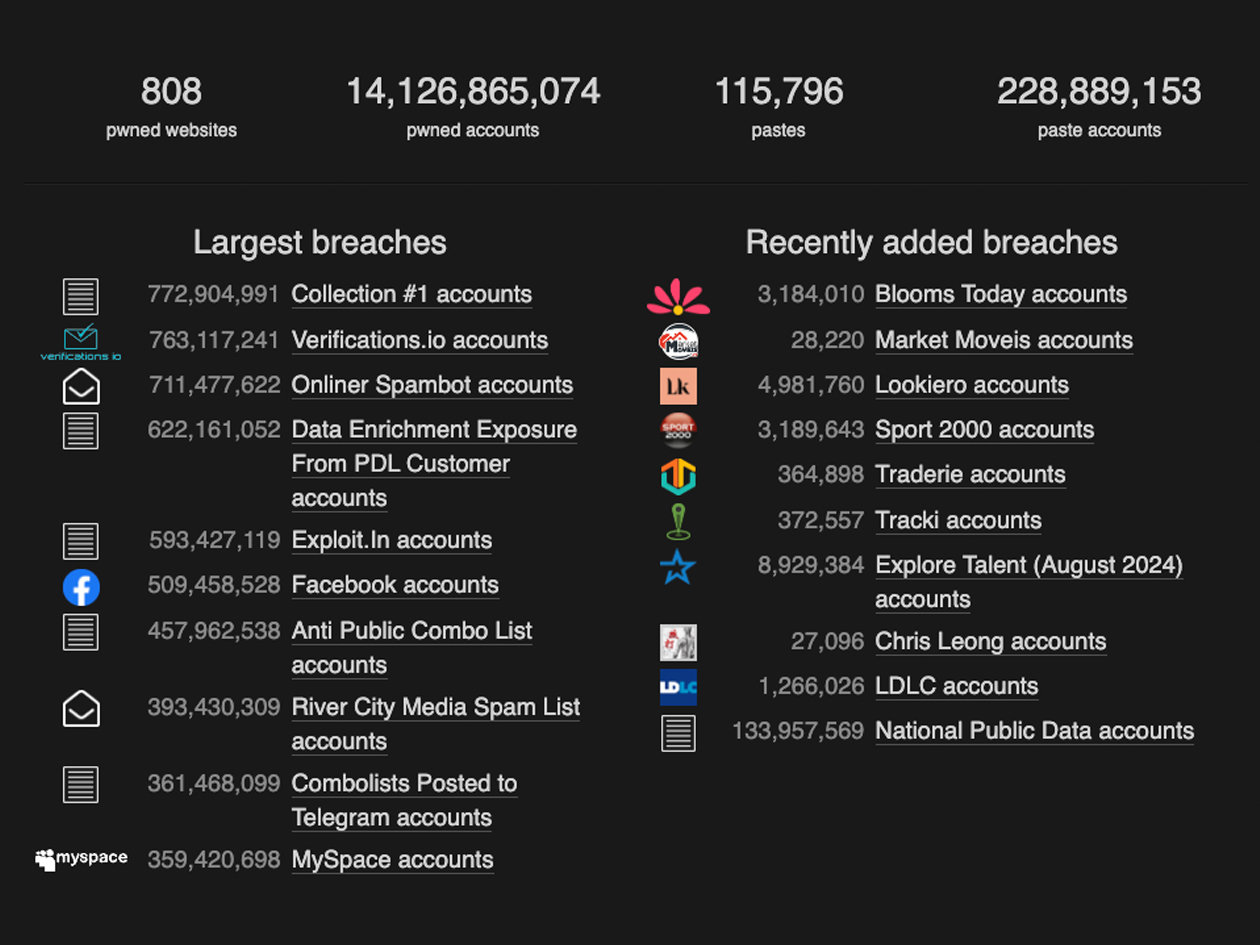 808
pwned websites
14,126,865,074
pwned accounts
115,796
pastes
228,889,153
paste accounts
Largest breaches
772,904,991 Collection #1 accounts
verifications io
763,117,241 Verifications.io accounts
711,477,622 Onliner Spambot accounts
622,161,052 Data Enrichment Exposure
From PDL Customer
accounts
593,427,119 Exploit.In accounts
509,458,528 Facebook accounts
457,962,538 Anti Public Combo List
accounts
393,430,309 River City Media Spam List
accounts
361,468,099 Combolists Posted to
Telegram accounts
myspace 359,420,698 MySpace accounts
Recently added breaches
3,184,010 Blooms Today accounts
Market Moveis
28,220 Market Moveis accounts
Lk 4,981,760 Lookiero accounts
SPORT
2000
3,189,643 Sport 2000 accounts
364,898 Traderie accounts
372,557 Tracki accounts
8,929,384 Explore Talent (August 2024)
accounts
27,096 Chris Leong accounts
LDLC 1,266,026 LDLC accounts
133,957,569 National Public Data accounts